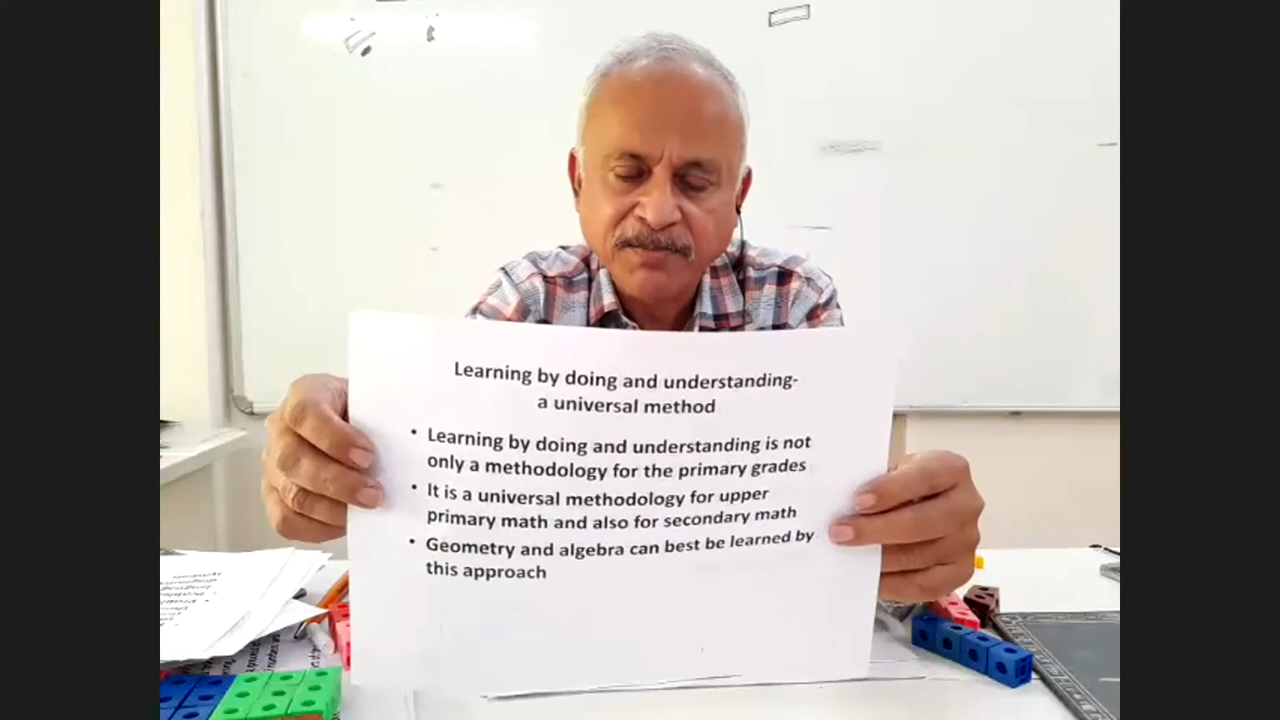 Learning by doing and understanding-
a universal method
• Learning by doing and understanding is not
only a methodology for the primary grades
• It is a universal methodology for upper
primary math and also for secondary math
• Geometry and algebra can best be learned by
this approach